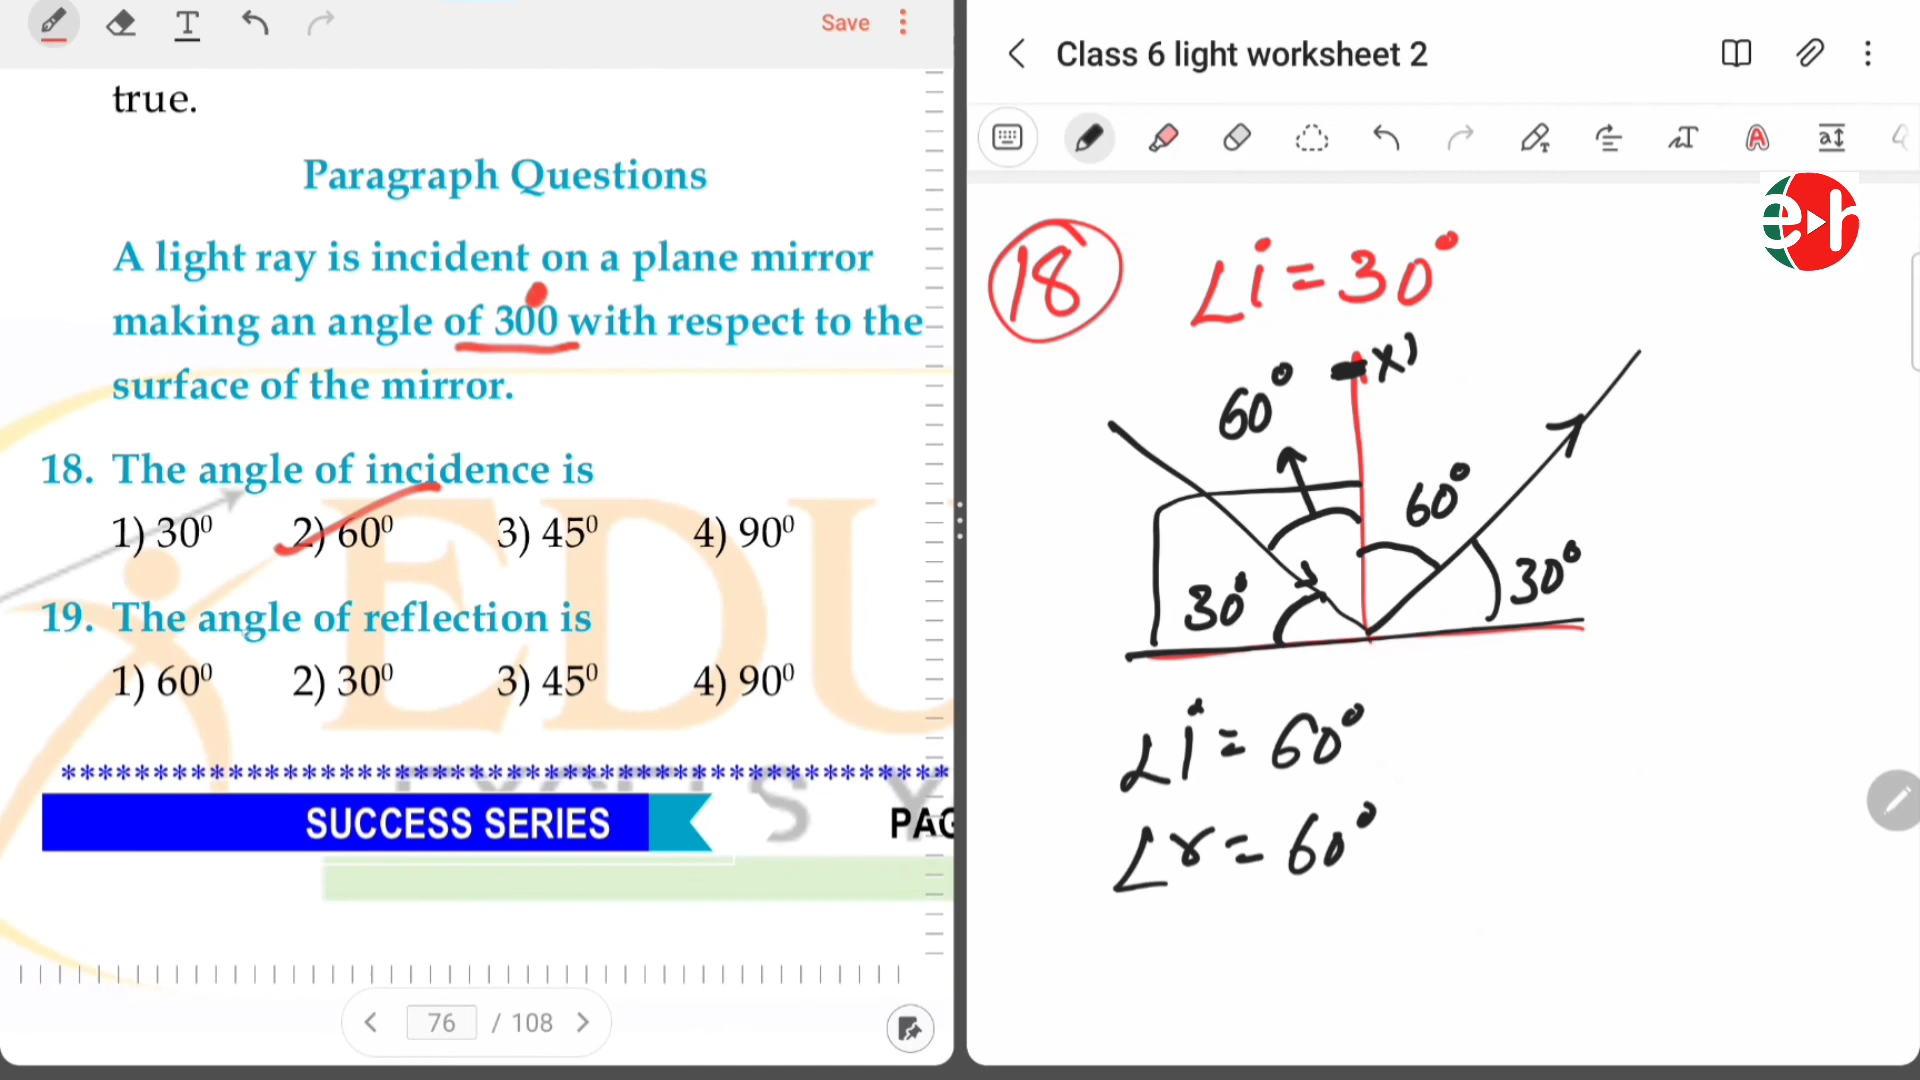 T
Save
true.
Paragraph Questions
A light ray is incident on a plane mirror
making an angle of 300 with respect to the
surface of the mirror.
18. The angle of incidence is
1) 30⁰ 2) 60⁰ 3) 45⁰ 4) 90⁰
19. The angle of reflection is
1) 60⁰ 2) 30⁰ 3) 45⁰ 4) 90⁰
EDU
****************************************************
SUCCESS SERIES
PAG
76 / 108
Class 6 light worksheet 2
eh
18 ∠i = 30°
60°
60°
30°
30°
∠i = 60°
∠r = 60°